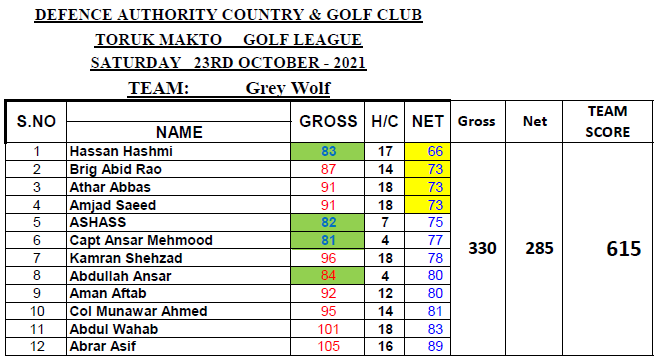 DEFENCE AUTHORITY COUNTRY & GOLF CLUB
TORUK MAKTO GOLF LEAGUE
SATURDAY 23RD OCTOBER - 2021
TEAM: Grey Wolf
S.NO NAME GROSS H/C NET Gross Net TEAM SCORE
1 Hassan Hashmi 83 17 66
2 Brig Abid Rao 87 14 73
3 Athar Abbas 91 18 73
4 Amjad Saeed 91 18 73
5 ASHASS 82 7 75
6 Capt Ansar Mehmood 81 4 77
7 Kamran Shehzad 96 18 78
330 285 615
8 Abdullah Ansar 84 4 80
9 Aman Aftab 92 12 80
10 Col Munawar Ahmed 95 14 81
11 Abdul Wahab 101 18 83
12 Abrar Asif 105 16 89